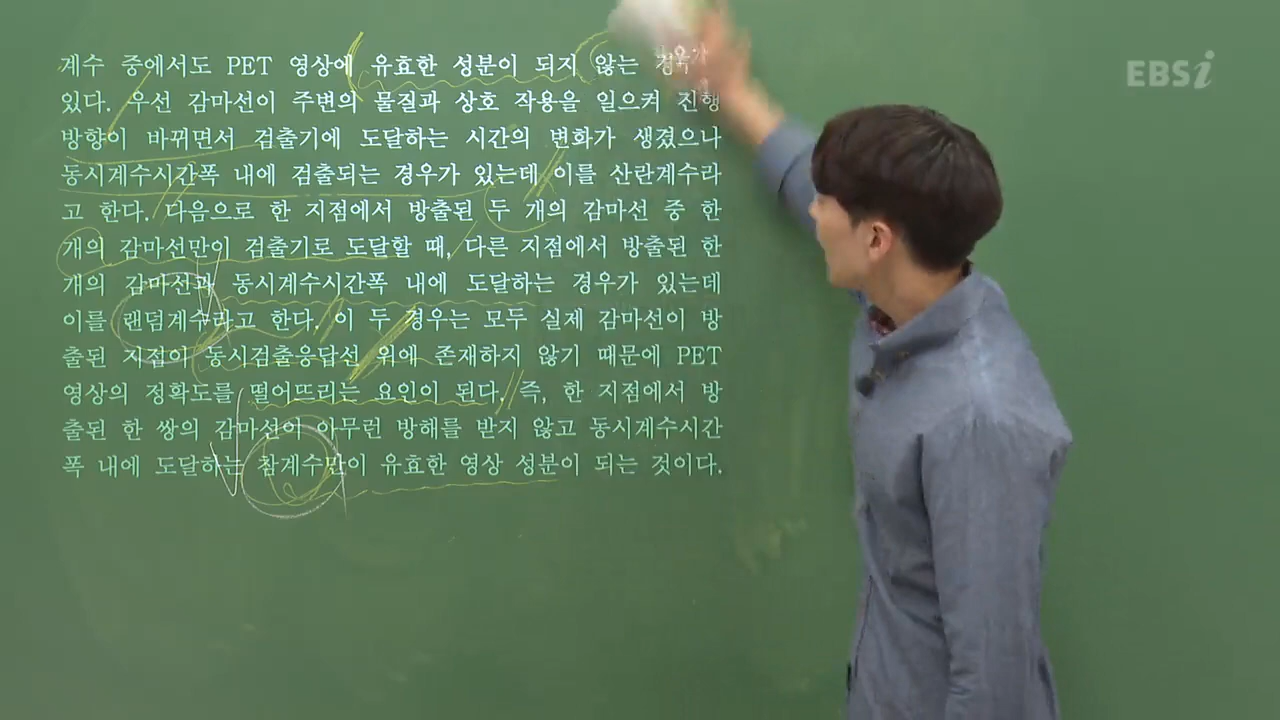 계수 중에서도 PET 영상에 유효한 성분이 되지 않는 경우가
있다. 우선 감마선이 주변의 물질과 상호 작용을 일으켜 진행
방향이 바뀌면서 검출기에 도달하는 시간의 변화가 생겼으나
동시계수시간폭 내에 검출되는 경우가 있는데 이를 산란계수라
고 한다. 다음으로 한 지점에서 방출된 두 개의 감마선 중 한
개의 감마선만이 검출기로 도달할 때, 다른 지점에서 방출된 한
개의 감마선과 동시계수시간폭 내에 도달하는 경우가 있는데
이를 랜덤계수라고 한다. 이 두 경우는 모두 실제 감마선이 방
출된 지점이 동시검출응답선 위에 존재하지 않기 때문에 PET
영상의 정확도를 떨어뜨리는 요인이 된다. 즉, 한 지점에서 방
출된 한 쌍의 감마선이 아무런 방해를 받지 않고 동시계수시간
폭 내에 도달하는 참계수만이 유효한 영상 성분이 되는 것이다.
EBSi